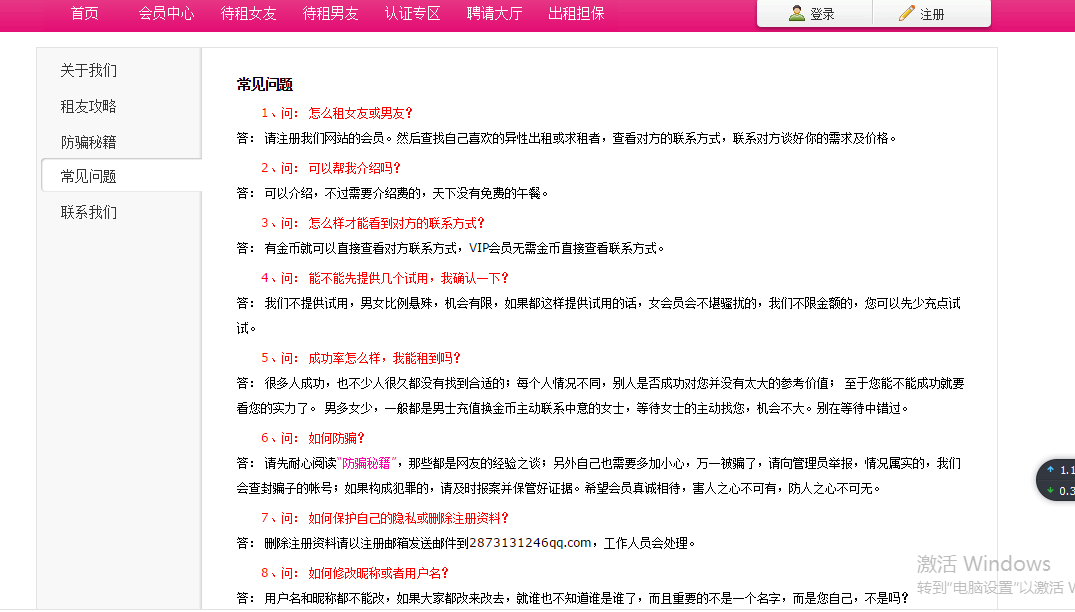 首页 会员中心 待租女友 待租男友 认证专区 聘请大厅 出租担保 登录 注册
关于我们
租友攻略
防骗秘籍
常见问题
联系我们
常见问题
1、问： 怎么租女友或男友？
答： 请注册我们网站的会员。然后查找自己喜欢的异性出租或求租者，查看对方的联系方式，联系对方谈好你的需求及价格。
2、问： 可以帮我介绍吗？
答： 可以介绍，不过需要介绍费的，天下没有免费的午餐。
3、问： 怎么样才能看到对方的联系方式？
答： 有金币就可以直接查看对方联系方式，VIP会员无需金币直接查看联系方式。
4、问： 能不能先提供几个试用，我确认一下？
答： 我们不提供试用，男女比例悬殊，机会有限，如果都这样提供试用的话，女会员会不堪骚扰的，我们不限金额的，您可以先少充点试
试。
5、问： 成功率怎么样，我能租到吗？
答： 很多人成功，也不少人很久都没有找到合适的；每个人情况不同，别人是否成功对您并没有太大的参考价值； 至于您能不能成功就要
看您的实力了。 男多女少，一般都是男士充值换金币主动联系中意的女士，等待女士的主动找您，机会不大。别在等待中错过。
6、问： 如何防骗？
答： 请先耐心阅读“防骗秘籍”，那些都是网友的经验之谈；另外自己也需要多加小心，万一被骗了，请向管理员举报，情况属实的，我们
会查封骗子的帐号；如果构成犯罪的，请及时报案并保管好证据。希望会员真诚相待，害人之心不可有，防人之心不可无。
7、问： 如何保护自己的隐私或删除注册资料？
答： 删除注册资料请以注册邮箱发送邮件到2873131246qq.com，工作人员会处理。
8、问： 如何修改昵称或者用户名？
答： 用户名和昵称都不能改，如果大家都改来改去，就谁也不知道谁是谁了，而且重要的不是一个名字，而是您自己，不是吗？
1.1
0.3
激活 Windows
转到“电脑设置”以激活 W